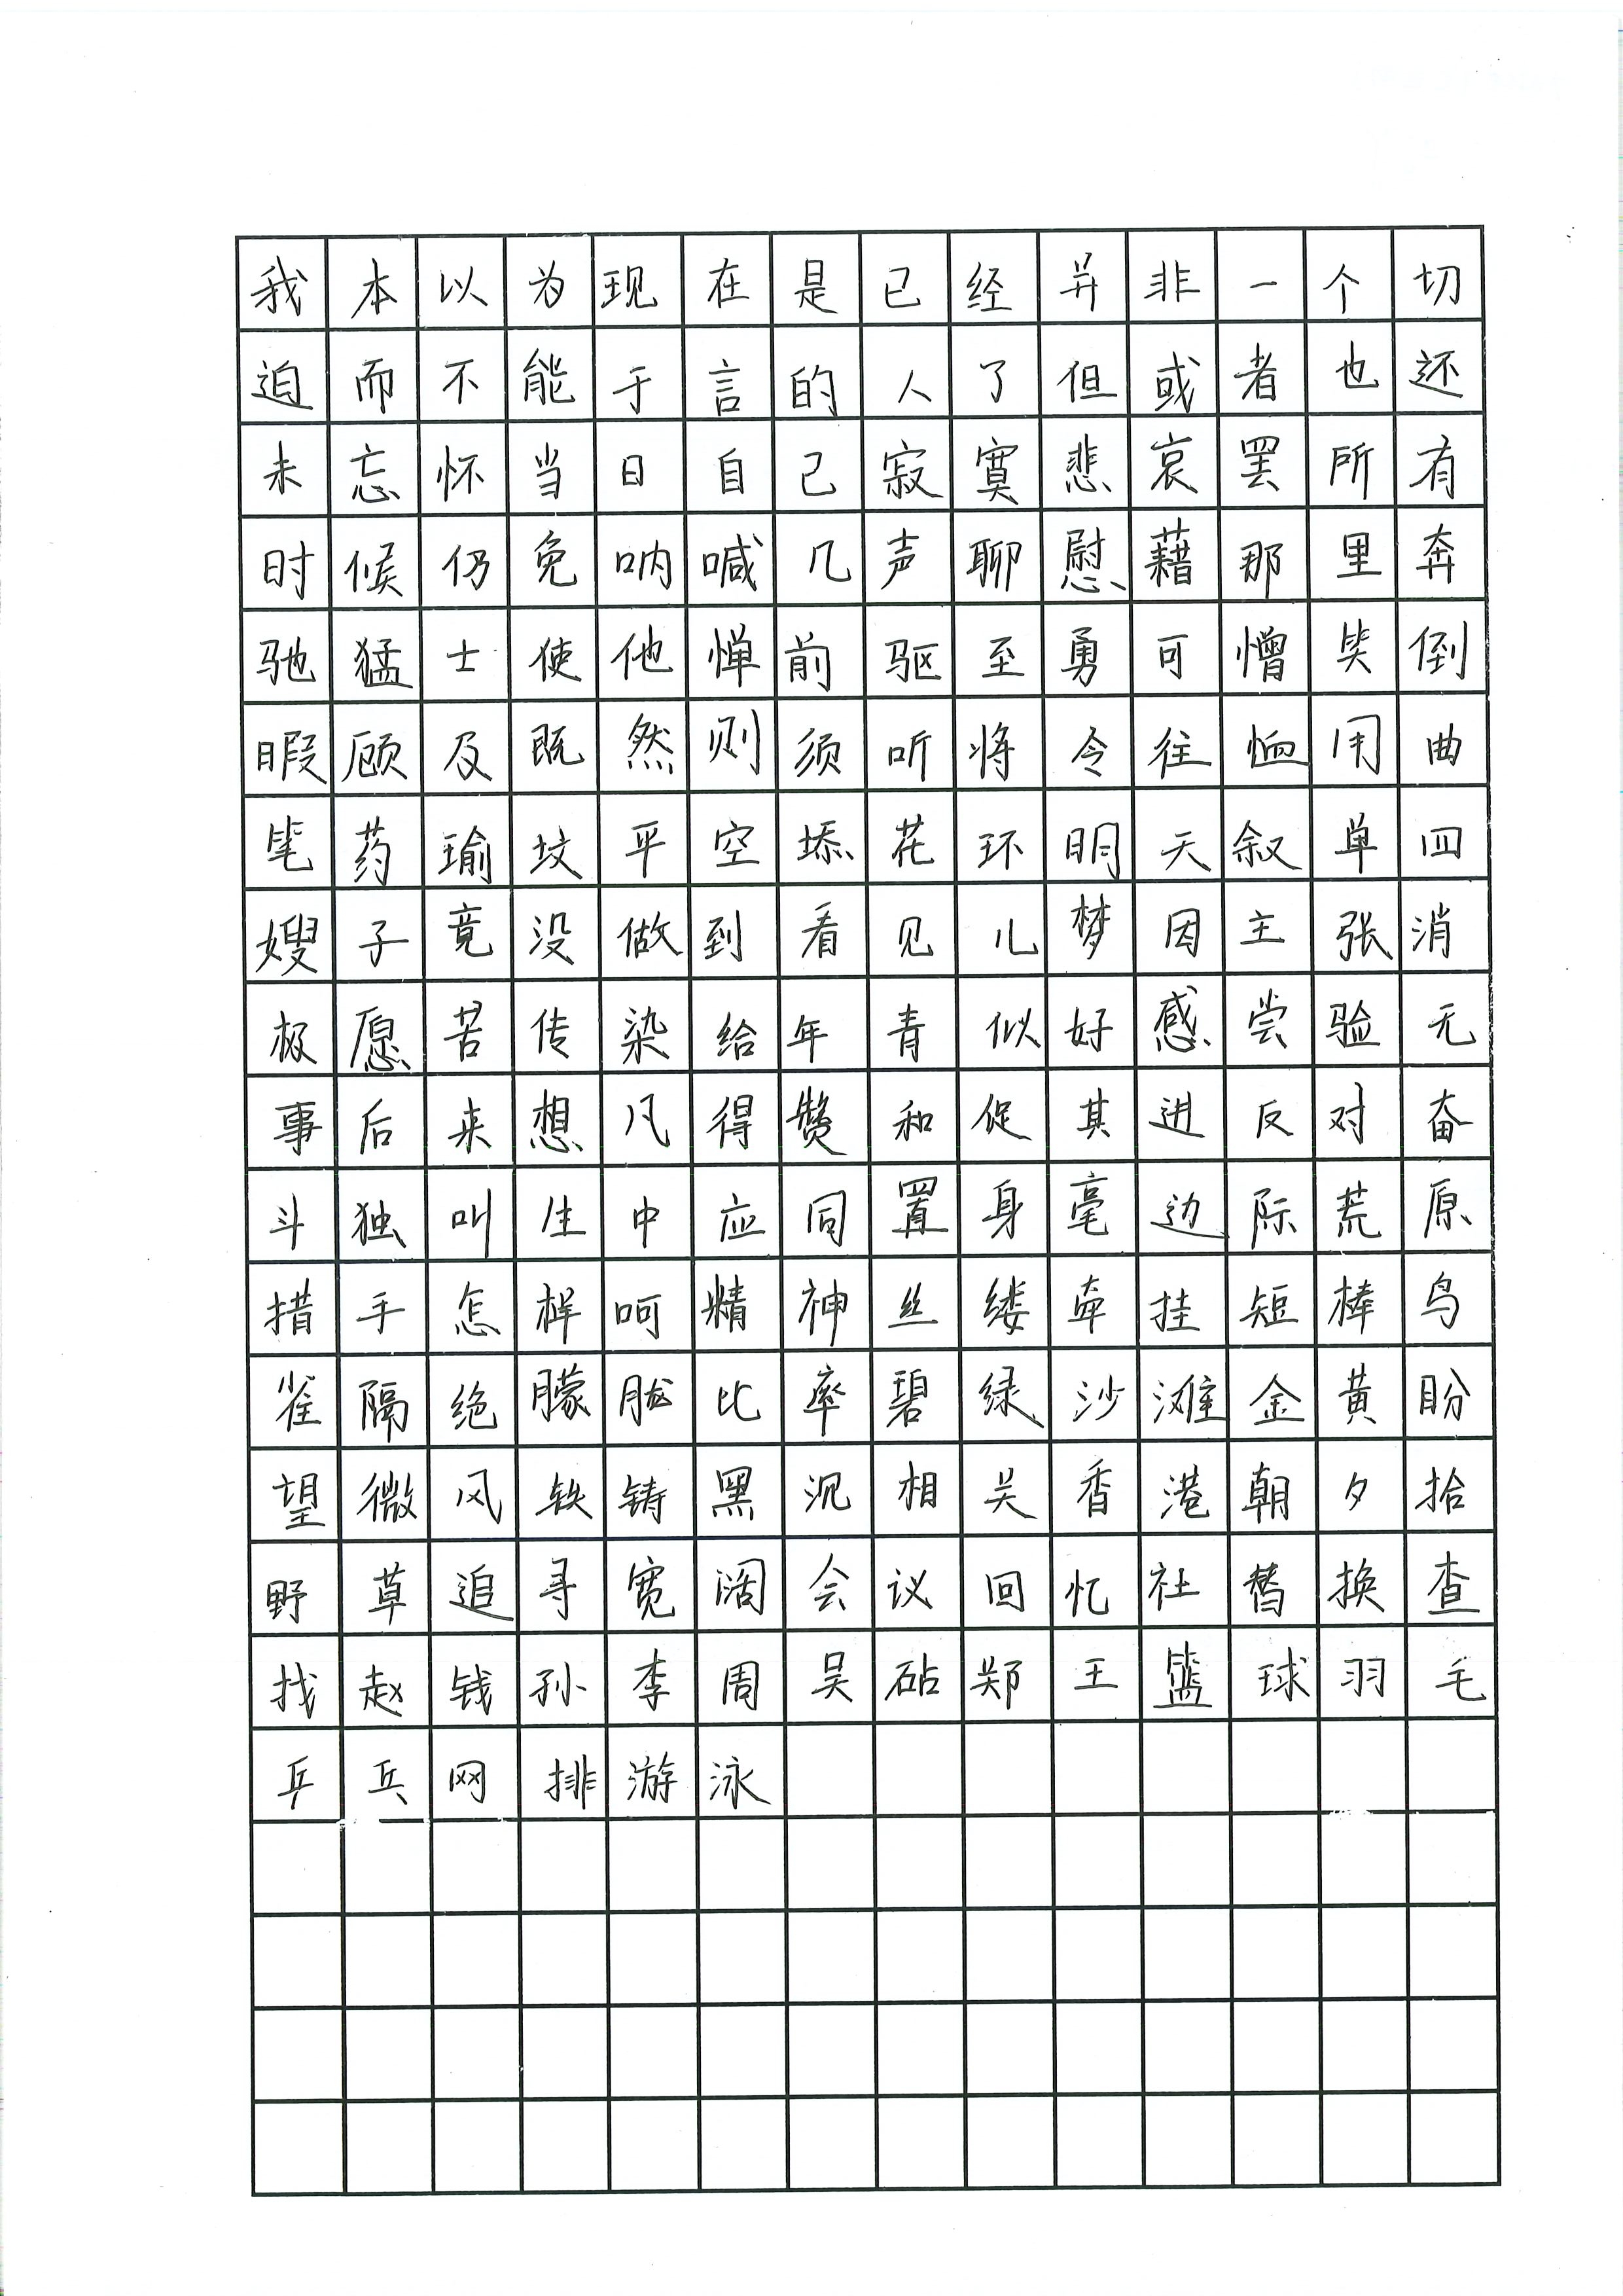 我本以为现在是已经并非一个切
迫而不能于言的人了但或者也还
未忘怀当日自己寂寞悲哀罢所有
时候仍免呐喊几声聊慰藉那里奔
驰猛士使他惮前驱至勇可憎笑倒
暇顾及既然则须听将令往恤用曲
笔药瑜坟平空添花环明天叙单四
嫂子竟没做到看见儿梦因主张消
极愿苦传染给年青似好感尝验无
事后来想凡得赞和促其进反对奋
斗独叫生中应同置身毫边际荒原
措手怎样呵精神丝缕牵挂短棒鸟
雀隔绝朦胧比率碧绿沙滩金黄盼
望微风铁铸黑沉相关香港朝夕拾
野草追寻宽阔会议回忆社替换查
找赵钱孙李周吴砧郑王篮球羽毛
乒乓网排游泳